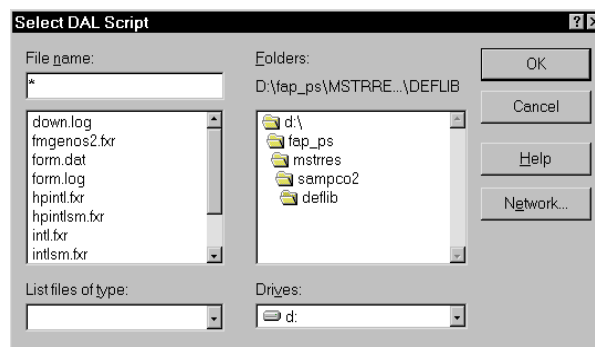 Select DAL Script
File name:
*
down.log
fmgenos2.fxr
form.dat
form.log
hpintl.fxr
hpintlsm.fxr
intl.fxr
intlsm.fxr
List files of type:
Folders:
D:\fap_ps\MSTRRE...\DEFLIB
d:\
fap_ps
mstrres
sampco2
deflib
Drives:
d:
OK
Cancel
Help
Network...